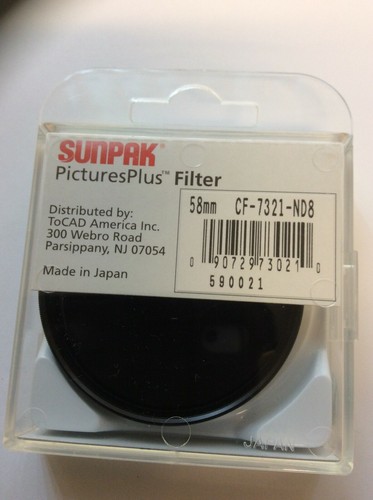 SUNPAK®
PicturesPlus™ Filter
58mm CF-7321-ND8
Distributed by:
ToCAD America Inc.
300 Webro Road
Parsippany, NJ 07054
Made in Japan
0 90729 73021 0
590021
JAPAN